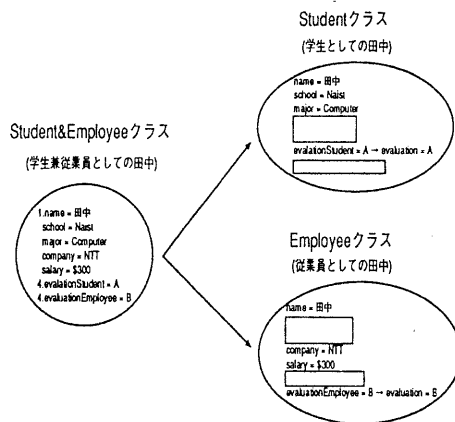 Studentクラス
(学生としての田中)
name = 田中
school = Naist
major = Computer
evalationStudent = A → evaluation = A
Student&Employeeクラス
(学生兼従業員としての田中)
1.name = 田中
school = Naist
major = Computer
company = NTT
salary = $300
4.evalationStudent = A
4.evaluationEmployee = B
Employeeクラス
(従業員としての田中)
name = 田中
company = NTT
salary = $300
evaluationEmployee = B → evaluation = B